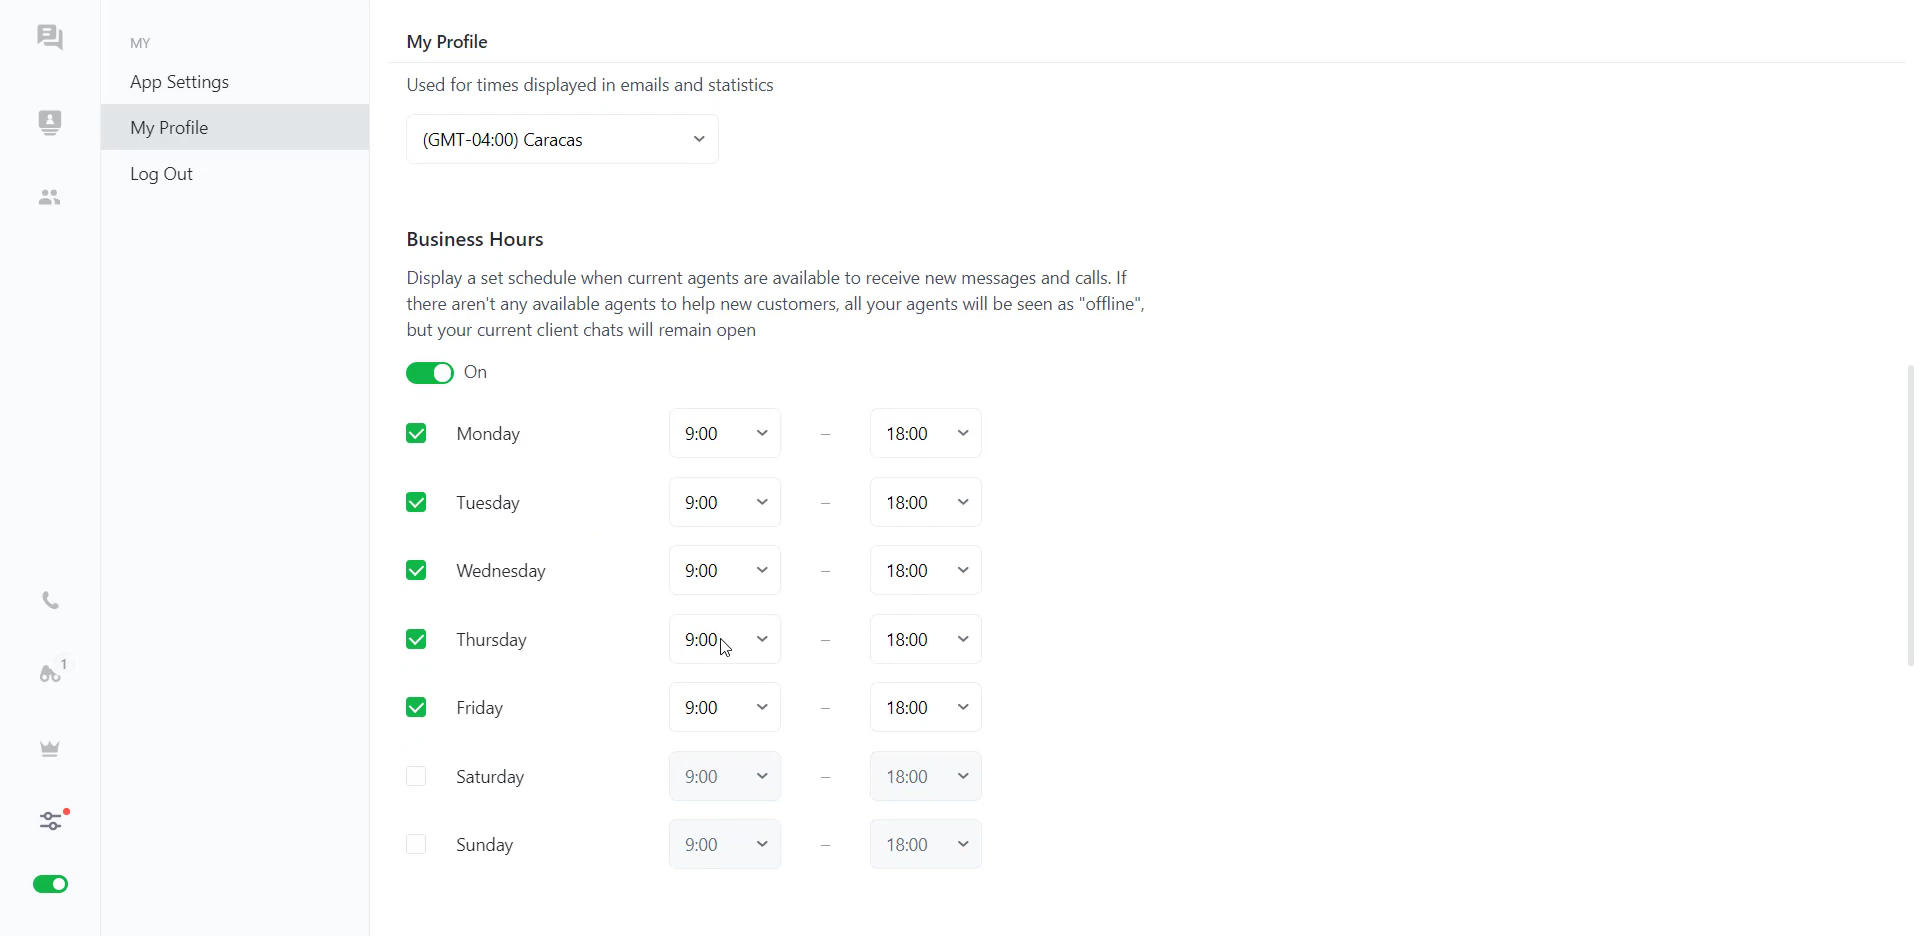 MY
App Settings
My Profile
Log Out
My Profile
Used for times displayed in emails and statistics
(GMT-04:00) Caracas
Business Hours
Display a set schedule when current agents are available to receive new messages and calls. If
there aren't any available agents to help new customers, all your agents will be seen as "offline",
but your current client chats will remain open
On
Monday 9:00 – 18:00
Tuesday 9:00 – 18:00
Wednesday 9:00 – 18:00
Thursday 9:00 – 18:00
Friday 9:00 – 18:00
Saturday 9:00 – 18:00
Sunday 9:00 – 18:00
1